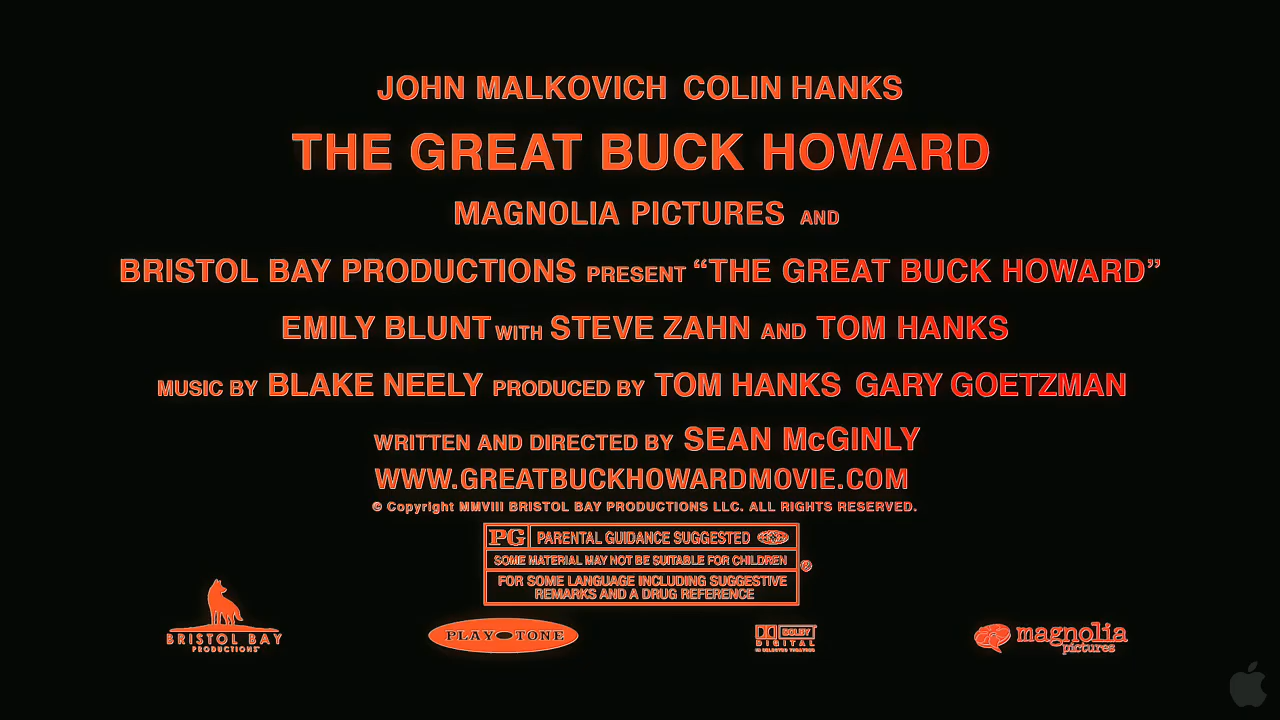 JOHN MALKOVICH COLIN HANKS
THE GREAT BUCK HOWARD
MAGNOLIA PICTURES AND
BRISTOL BAY PRODUCTIONS PRESENT “THE GREAT BUCK HOWARD”
EMILY BLUNT WITH STEVE ZAHN AND TOM HANKS
MUSIC BY BLAKE NEELY PRODUCED BY TOM HANKS GARY GOETZMAN
WRITTEN AND DIRECTED BY SEAN McGINLY
WWW.GREATBUCKHOWARDMOVIE.COM
© Copyright MMVIII BRISTOL BAY PRODUCTIONS LLC. ALL RIGHTS RESERVED.
PG PARENTAL GUIDANCE SUGGESTED
SOME MATERIAL MAY NOT BE SUITABLE FOR CHILDREN ®
FOR SOME LANGUAGE INCLUDING SUGGESTIVE
REMARKS AND A DRUG REFERENCE
BRISTOL BAY
PRODUCTIONS
PLAY-TONE
DOLBY
DIGITAL
IN SELECTED THEATRES
magnolia
pictures